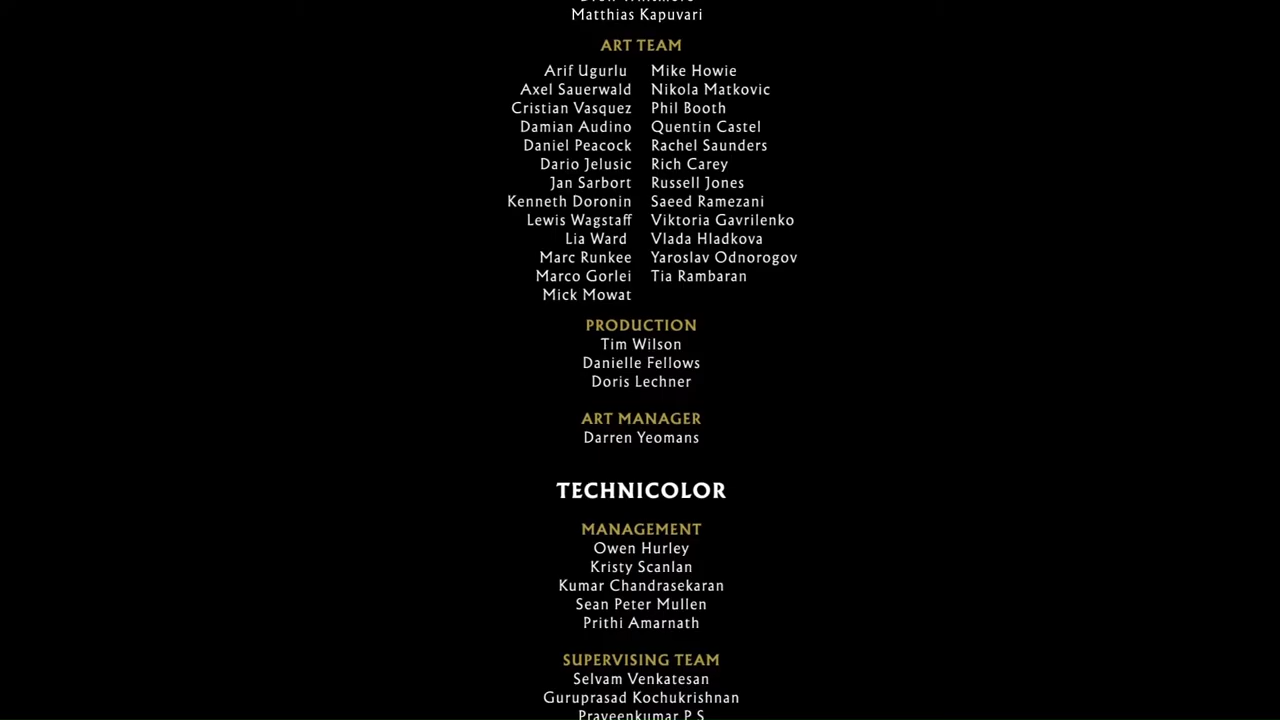 Matthias Kapuvari
ART TEAM
Arif Ugurlu Mike Howie
Axel Sauerwald Nikola Matkovic
Cristian Vasquez Phil Booth
Damian Audino Quentin Castel
Daniel Peacock Rachel Saunders
Dario Jelusic Rich Carey
Jan Sarbort Russell Jones
Kenneth Doronin Saeed Ramezani
Lewis Wagstaff Viktoria Gavrilenko
Lia Ward Vlada Hladkova
Marc Runkee Yaroslav Odnorogov
Marco Gorlei Tia Rambaran
Mick Mowat
PRODUCTION
Tim Wilson
Danielle Fellows
Doris Lechner
ART MANAGER
Darren Yeomans
TECHNICOLOR
MANAGEMENT
Owen Hurley
Kristy Scanlan
Kumar Chandrasekaran
Sean Peter Mullen
Prithi Amarnath
SUPERVISING TEAM
Selvam Venkatesan
Guruprasad Kochukrishnan
Praveenkumar P S